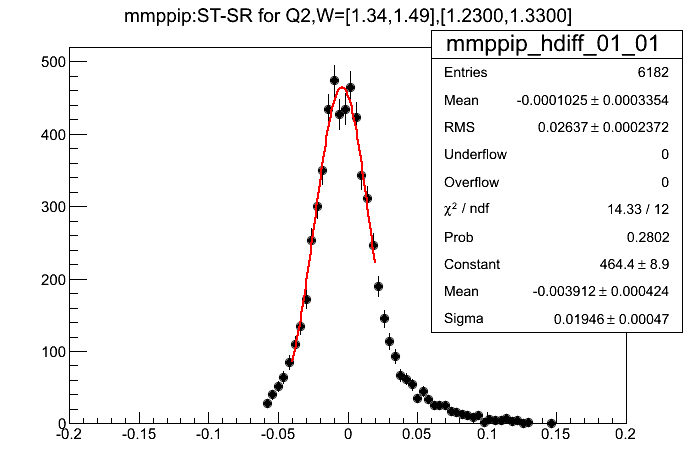 mmppip:ST-SR for Q2,W=[1.34,1.49],[1.2300,1.3300]
mmppip_hdiff_01_01
Entries 6182
Mean -0.0001025 ± 0.0003354
RMS 0.02637 ± 0.0002372
Underflow 0
Overflow 0
χ² / ndf 14.33 / 12
Prob 0.2802
Constant 464.4 ± 8.9
Mean -0.003912 ± 0.000424
Sigma 0.01946 ± 0.00047
500
400
300
200
100
0
-0.2 -0.15 -0.1 -0.05 0 0.05 0.1 0.15 0.2